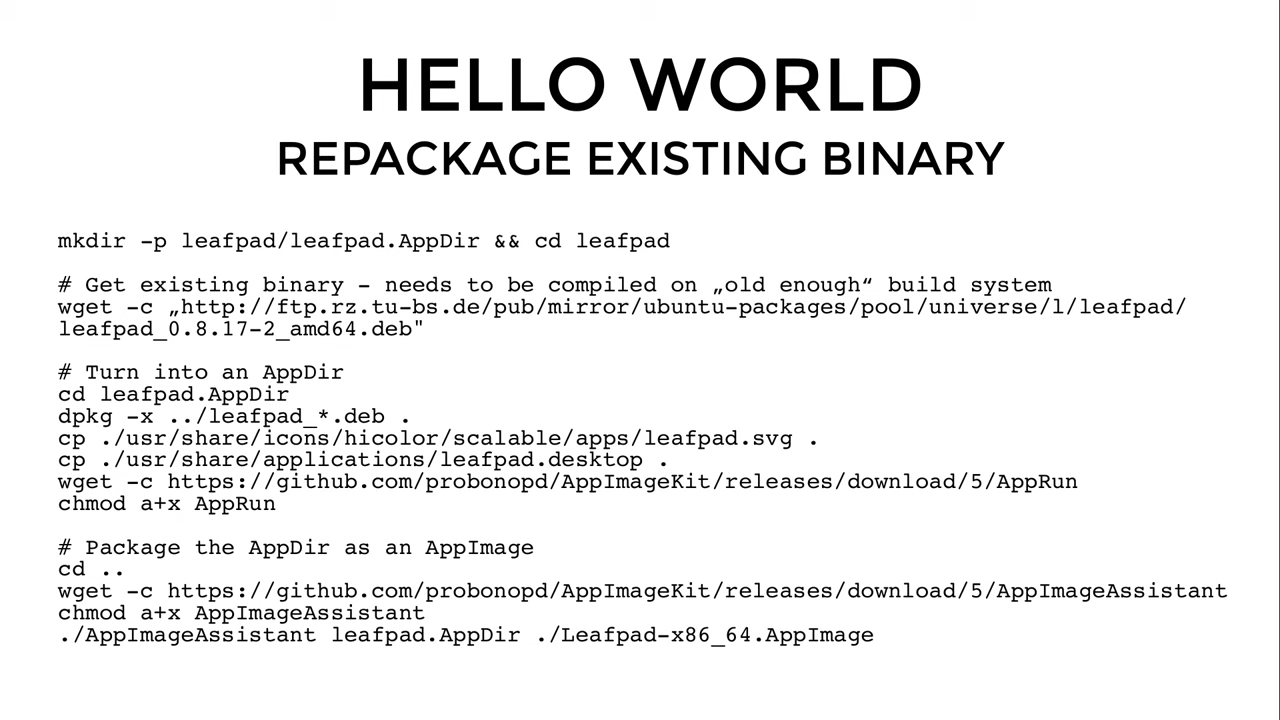 HELLO WORLD
REPACKAGE EXISTING BINARY
mkdir -p leafpad/leafpad.AppDir && cd leafpad
# Get existing binary - needs to be compiled on „old enough“ build system
wget -c „http://ftp.rz.tu-bs.de/pub/mirror/ubuntu-packages/pool/universe/l/leafpad/
leafpad_0.8.17-2_amd64.deb"
# Turn into an AppDir
cd leafpad.AppDir
dpkg -x ../leafpad_*.deb .
cp ./usr/share/icons/hicolor/scalable/apps/leafpad.svg .
cp ./usr/share/applications/leafpad.desktop .
wget -c https://github.com/probonopd/AppImageKit/releases/download/5/AppRun
chmod a+x AppRun
# Package the AppDir as an AppImage
cd ..
wget -c https://github.com/probonopd/AppImageKit/releases/download/5/AppImageAssistant
chmod a+x AppImageAssistant
./AppImageAssistant leafpad.AppDir ./Leafpad-x86_64.AppImage